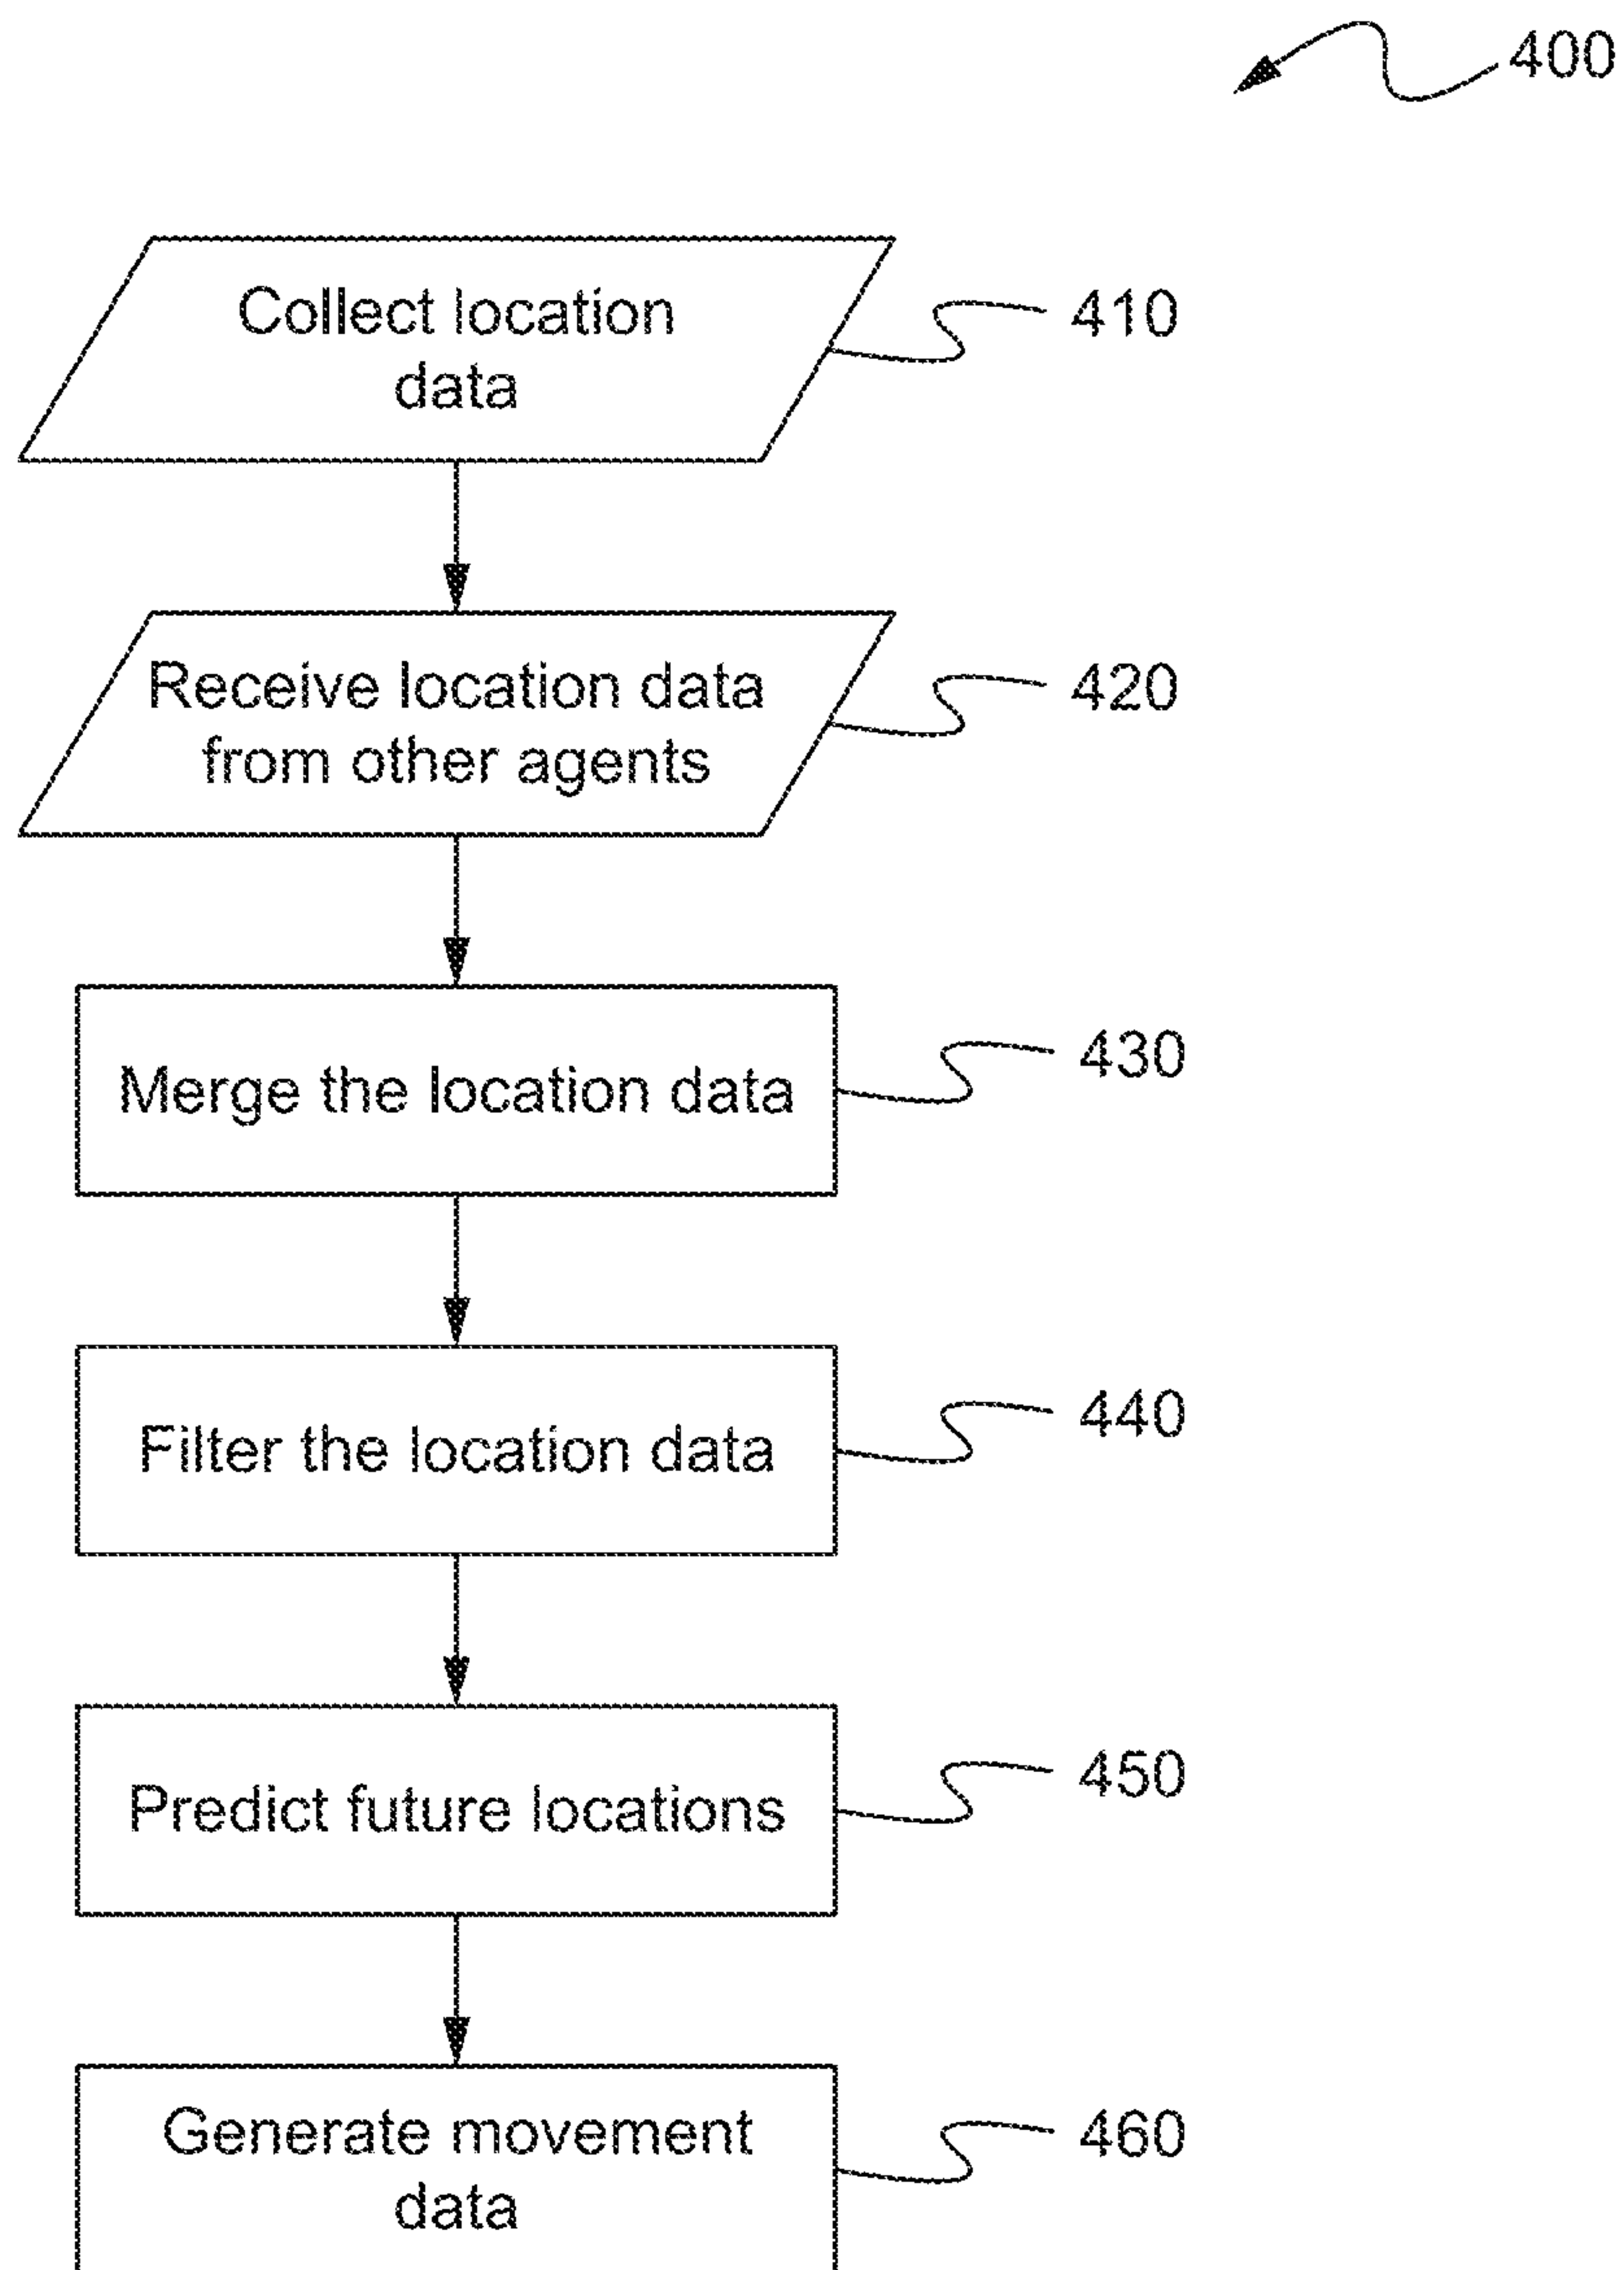 400
Collect location
data
410
Receive location data
from other agents
420
Merge the location data
430
Filter the location data
440
Predict future locations
450
Generate movement
data
460